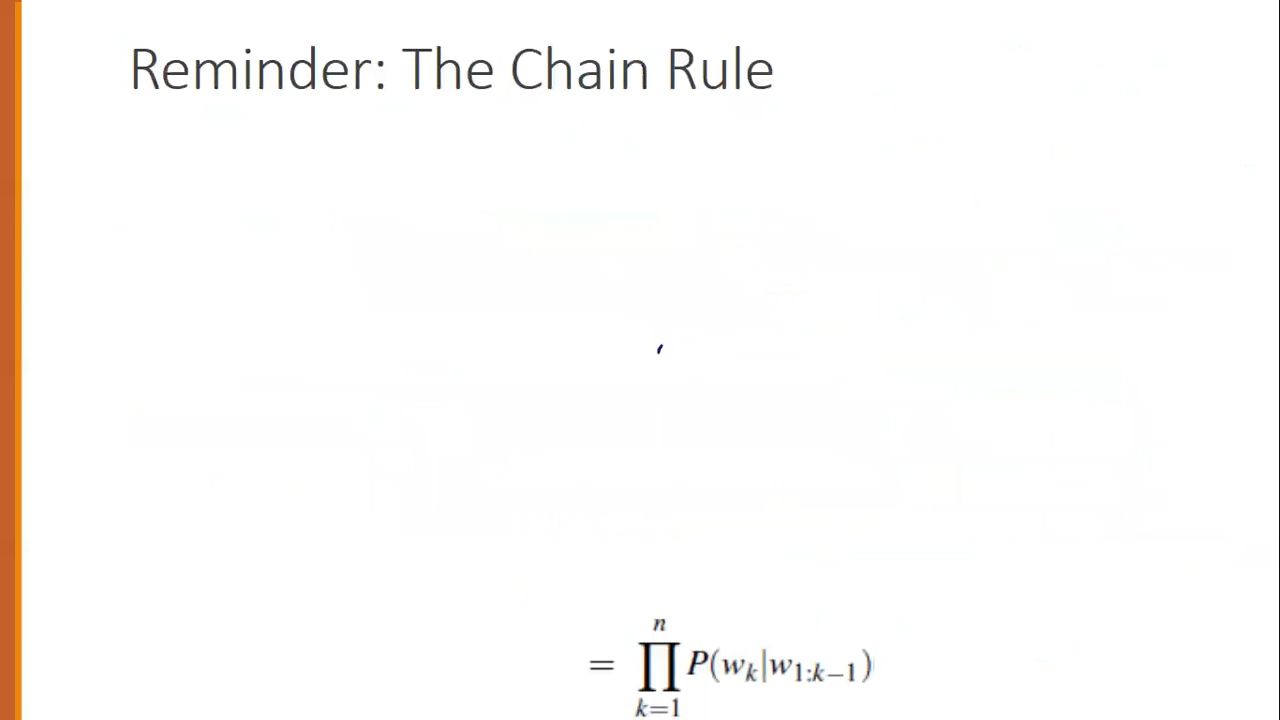 Reminder: The Chain Rule
= ∏_{k=1}^{n} P(w_k|w_{1:k−1})